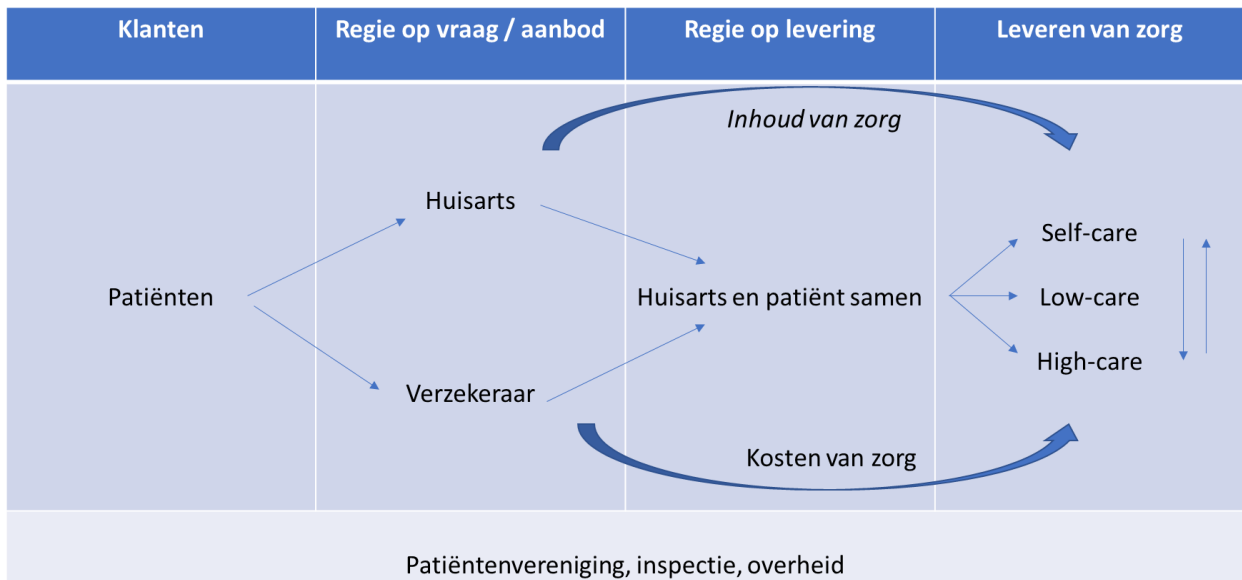 Klanten
Regie op vraag / aanbod
Regie op levering
Leveren van zorg
Inhoud van zorg
Huisarts
Self-care
Patiënten
Huisarts en patiënt samen
Low-care
High-care
Verzekeraar
Kosten van zorg
Patiëntenvereniging, inspectie, overheid